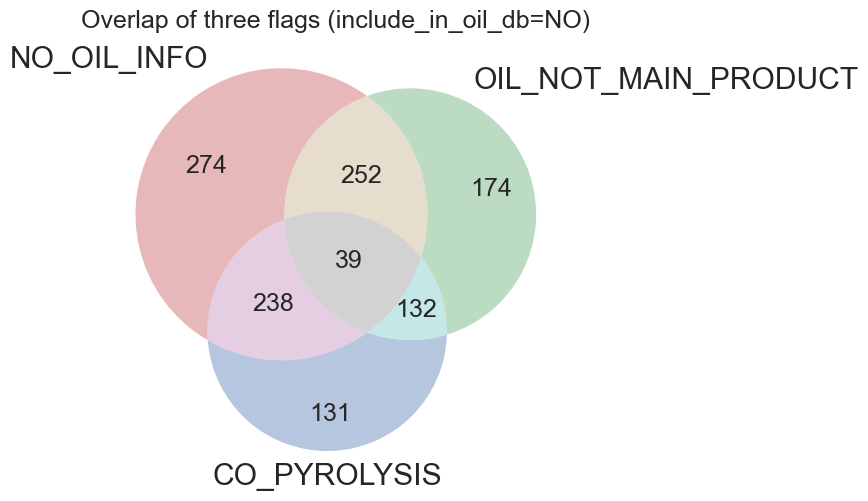 Overlap of three flags (include_in_oil_db=NO)
NO_OIL_INFO
OIL_NOT_MAIN_PRODUCT
274
252
174
39
238
132
131
CO_PYROLYSIS